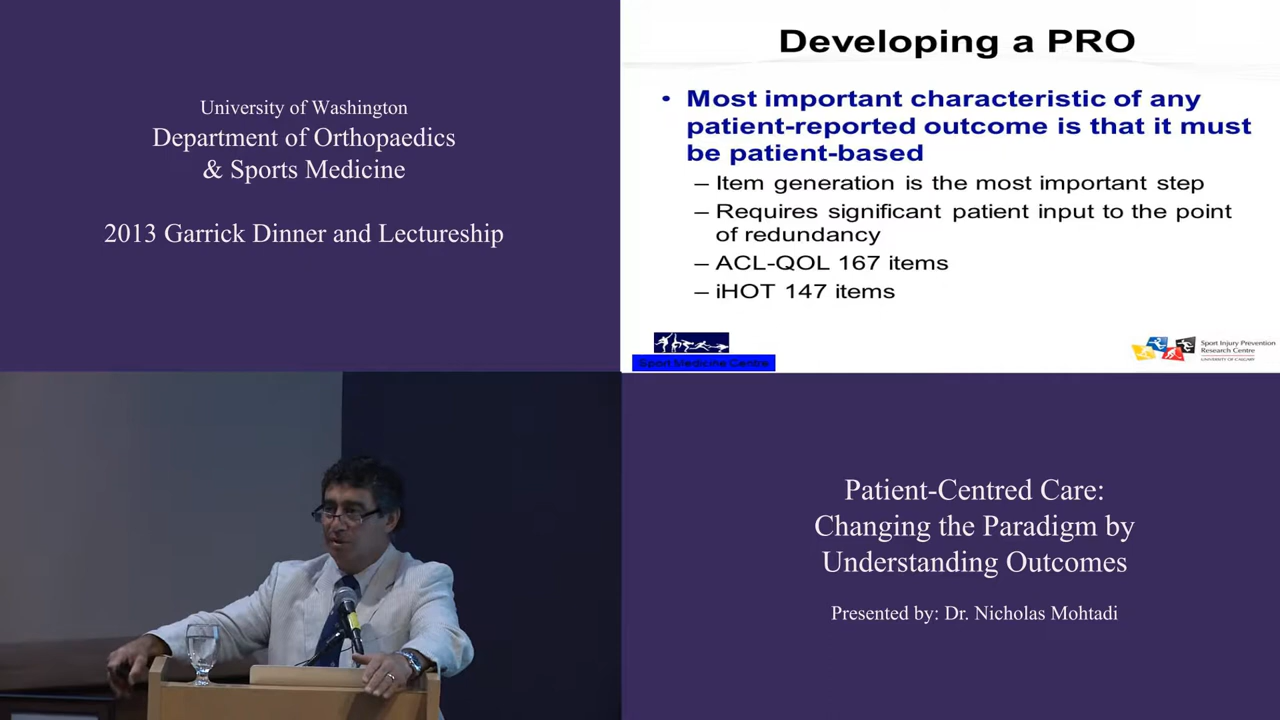 University of Washington
Department of Orthopaedics
& Sports Medicine
2013 Garrick Dinner and Lectureship
Developing a PRO
• Most important characteristic of any
patient-reported outcome is that it must
be patient-based
– Item generation is the most important step
– Requires significant patient input to the point
of redundancy
– ACL-QOL 167 items
– iHOT 147 items
Sport Medicine Centre
Sport Injury Prevention
Research Centre
UNIVERSITY OF CALGARY
Patient-Centred Care:
Changing the Paradigm by
Understanding Outcomes
Presented by: Dr. Nicholas Mohtadi